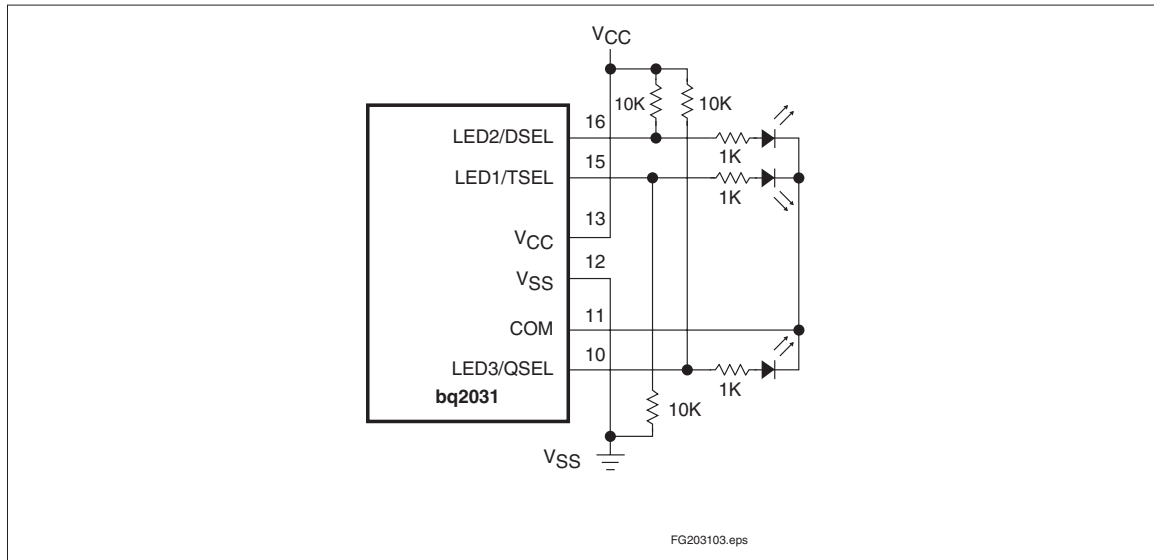 VCC
10K 10K
16
LED2/DSEL
1K
15
LED1/TSEL
1K
13
VCC
12
VSS
11
COM
10
LED3/QSEL
1K
bq2031
10K
VSS
FG203103.eps